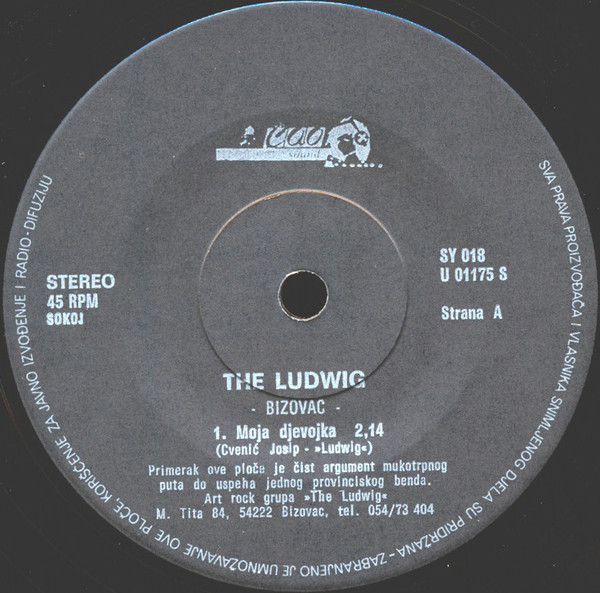 sound
STEREO
45 RPM
SOKOJ
SY 018
U 01175 S
Strana A
THE LUDWIG
- BIZOVAC -
1. Moja djevojka 2,14
(Cvenić Josip - »Ludwig«)
Primerak ove ploče je čist argument mukotrpnog
puta do uspeha jednog provinciskog benda.
Art rock grupa »The Ludwig«
M. Tita 84, 54222 Bizovac, tel. 054/73 404
SVA PRAVA PROIZVOĐAČA I VLASNIKA SNIMLJENOG DJELA SU PRIDRŽANA - ZABRANJENO JE UMNOŽAVANJE OVE PLOČE, KORIŠĆENJE ZA JAVNO IZVOĐENJE I RADIO-DIFUZIJU